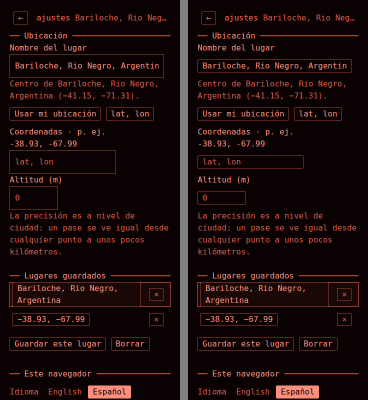 ← ajustes Bariloche, Rio Neg…
Ubicación
Nombre del lugar
Bariloche, Rio Negro, Argentin
Centro de Bariloche, Rio Negro,
Argentina (−41.15, −71.31).
Usar mi ubicación lat, lon
Coordenadas · p. ej.
-38.93, -67.99
lat, lon
Altitud (m)
0
La precisión es a nivel de
ciudad: un pase se ve igual desde
cualquier punto a unos pocos
kilómetros.
Lugares guardados
Bariloche, Rio Negro,
Argentina ×
−38.93, −67.99 ×
Guardar este lugar Borrar
Este navegador
Idioma English Español
← ajustes Bariloche, Rio Neg…
Ubicación
Nombre del lugar
Bariloche, Rio Negro, Argentin
Centro de Bariloche, Rio Negro,
Argentina (−41.15, −71.31).
Usar mi ubicación lat, lon
Coordenadas · p. ej.
-38.93, -67.99
lat, lon
Altitud (m)
0
La precisión es a nivel de
ciudad: un pase se ve igual desde
cualquier punto a unos pocos
kilómetros.
Lugares guardados
Bariloche, Rio Negro,
Argentina ×
−38.93, −67.99 ×
Guardar este lugar Borrar
Este navegador
Idioma English Español